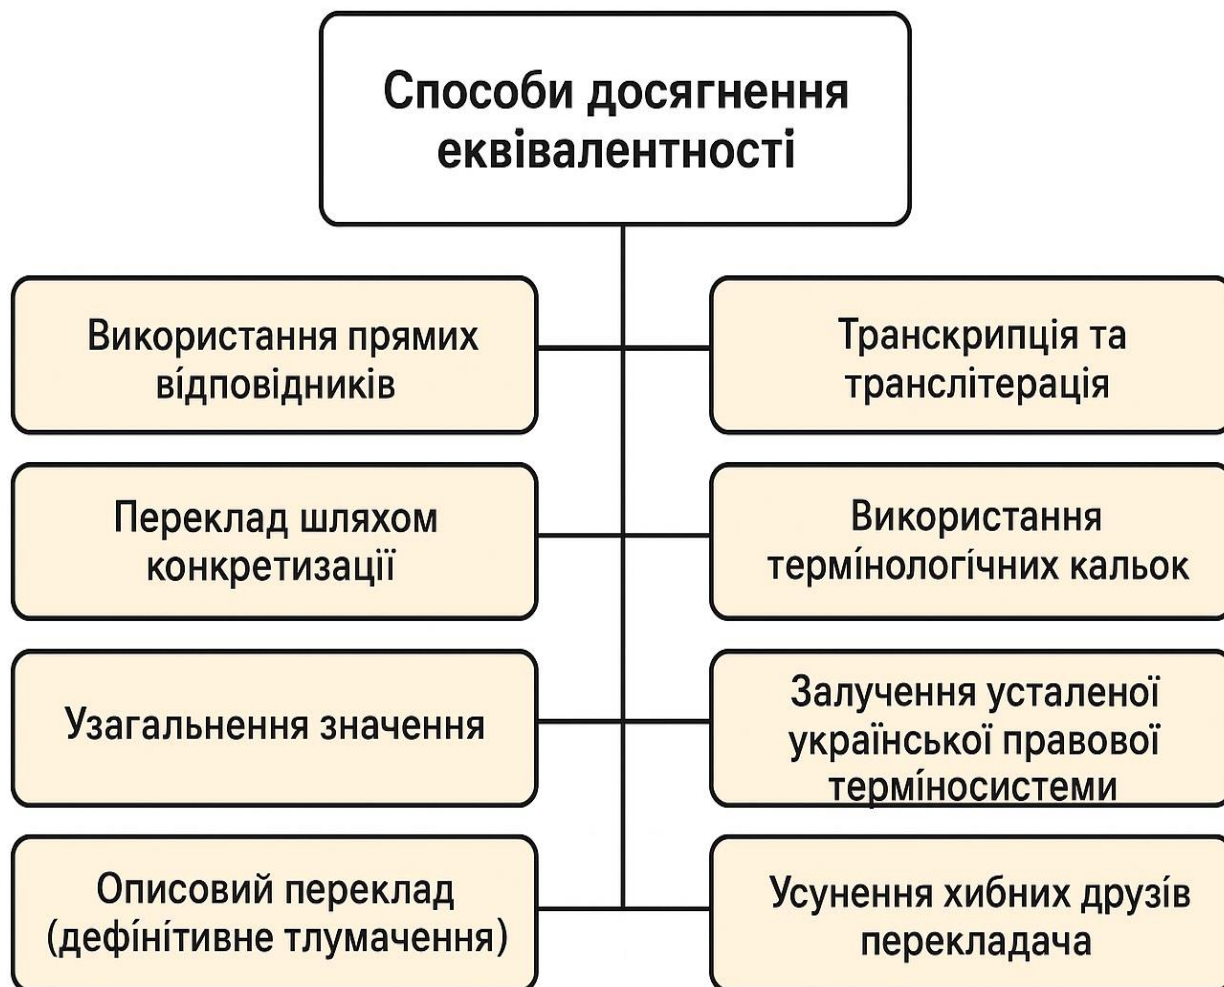 Способи досягнення
еквівалентності
Використання прямих
відповідників
Транскрипція та
транслітерація
Переклад шляхом
конкретизації
Використання
термінологічних кальок
Узагальнення значення
Залучення усталеної
української правової
терміносистеми
Описовий переклад
(дефінітивне тлумачення)
Усунення хибних друзів
перекладача